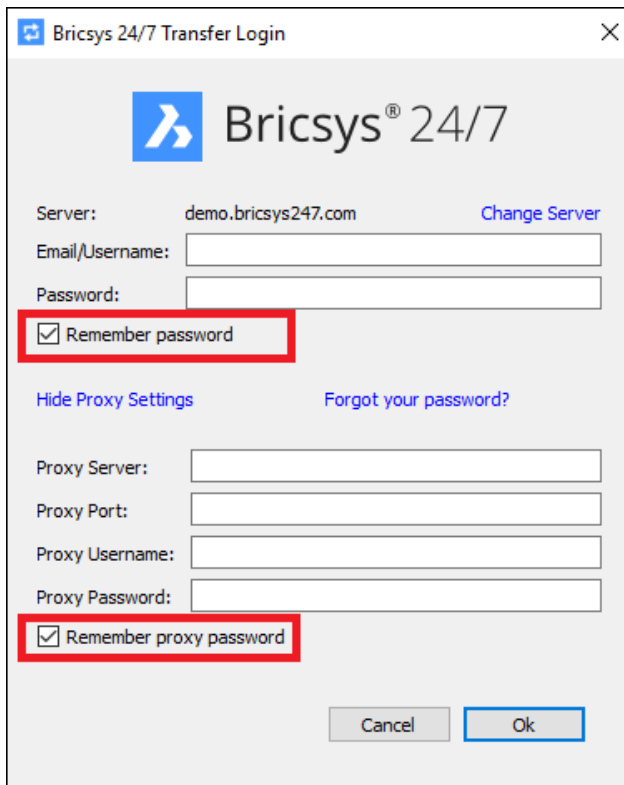 Bricsys 24/7 Transfer Login
Bricsys® 24/7
Server: demo.bricsys247.com Change Server
Email/Username:
Password:
Remember password
Hide Proxy Settings Forgot your password?
Proxy Server:
Proxy Port:
Proxy Username:
Proxy Password:
Remember proxy password
Cancel Ok